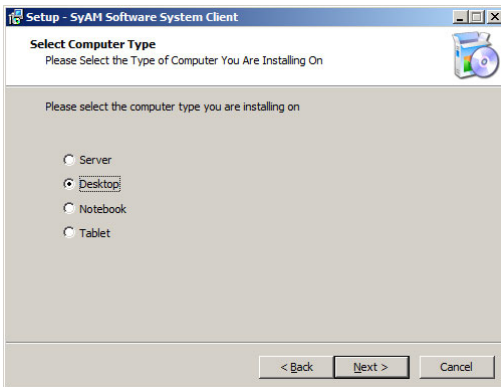 Setup - SyAM Software System Client
Select Computer Type
Please Select the Type of Computer You Are Installing On
Please select the computer type you are installing on
Server
Desktop
Notebook
Tablet
< Back Next > Cancel